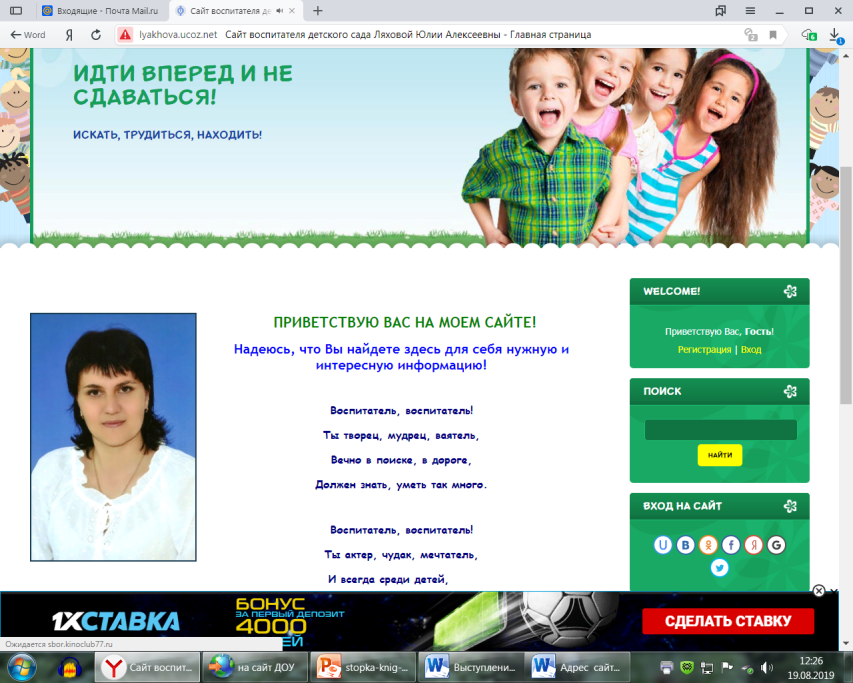 Входящие - Почта Mail.ru
Сайт воспитателя де
Word
Я
lyakhova.ucoz.net Сайт воспитателя детского сада Ляховой Юлии Алексеевны - Главная страница
2
1
ИДТИ ВПЕРЕД И НЕ
СДАВАТЬСЯ!
ИСКАТЬ, ТРУДИТЬСЯ, НАХОДИТЬ!
ПРИВЕТСТВУЮ ВАС НА МОЕМ САЙТЕ!
Надеюсь, что Вы найдете здесь для себя нужную и
интересную информацию!
Воспитатель, воспитатель!
Ты творец, мудрец, ваятель,
Вечно в поиске, в дороге,
Должен знать, уметь так много.
Воспитатель, воспитатель!
Ты актер, чудак, мечтатель,
И всегда среди детей,
WELCOME!
Приветствую Вас, Гость!
Регистрация | Вход
ПОИСК
НАЙТИ
ВХОД НА САЙТ
U B f Я G
1XСТАВКА
БОНУС
ЗА ПЕРВЫЙ ДЕПОЗИТ
4000
СДЕЛАТЬ СТАВКУ
Ожидается sbor.kinoclub77.ru
Сайт воспит...
на сайт ДОУ
stopka-knig-...
Выступлени...
Адрес сайт...
12:26
19.08.2019